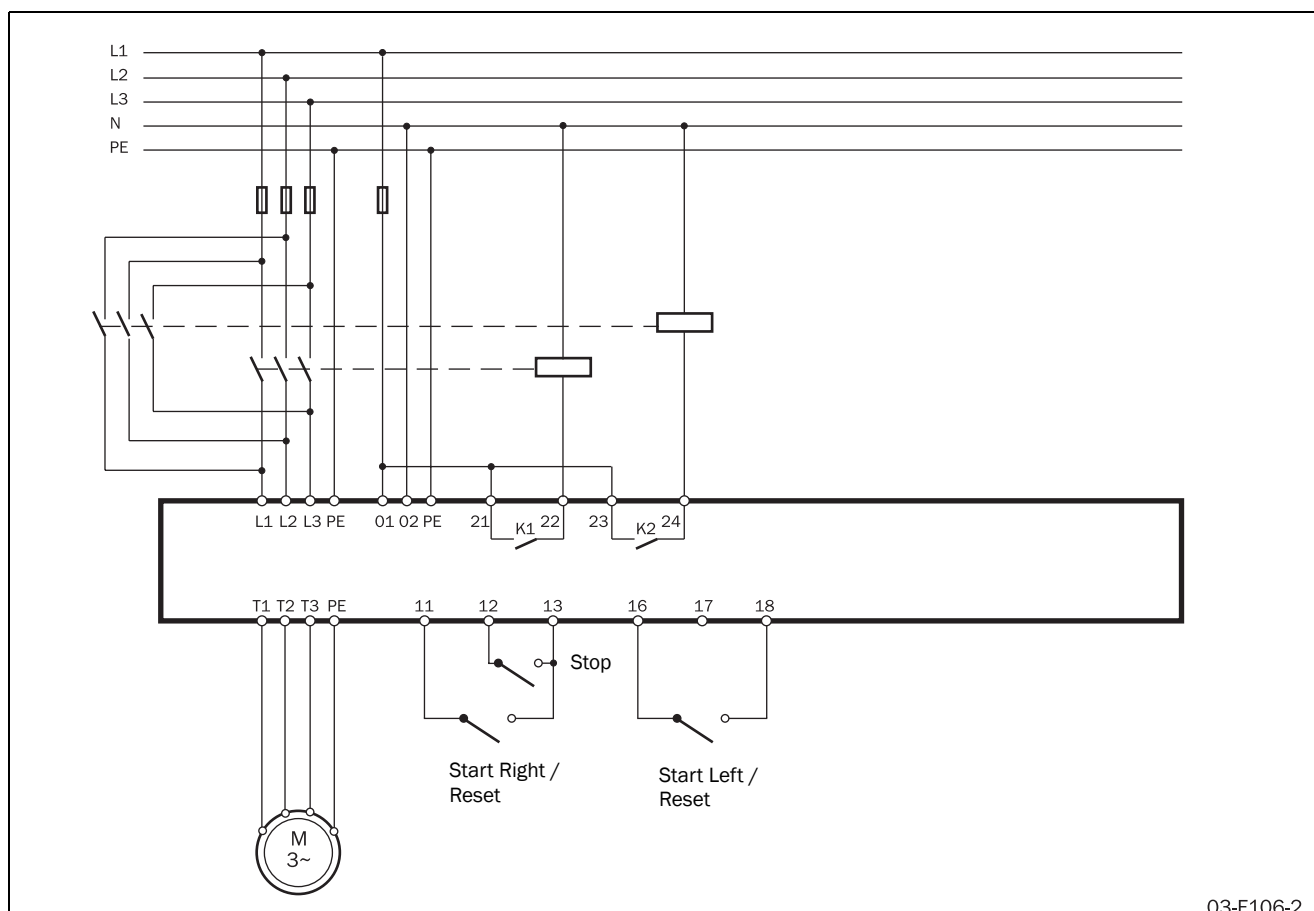 L1
L2
L3
N
PE
L1 L2 L3 PE 01 02 PE 21 22 23 24
K1 K2
T1 T2 T3 PE 11 12 13 16 17 18
Stop
Start Right /
Reset
Start Left /
Reset
M
3~
03-F106-2